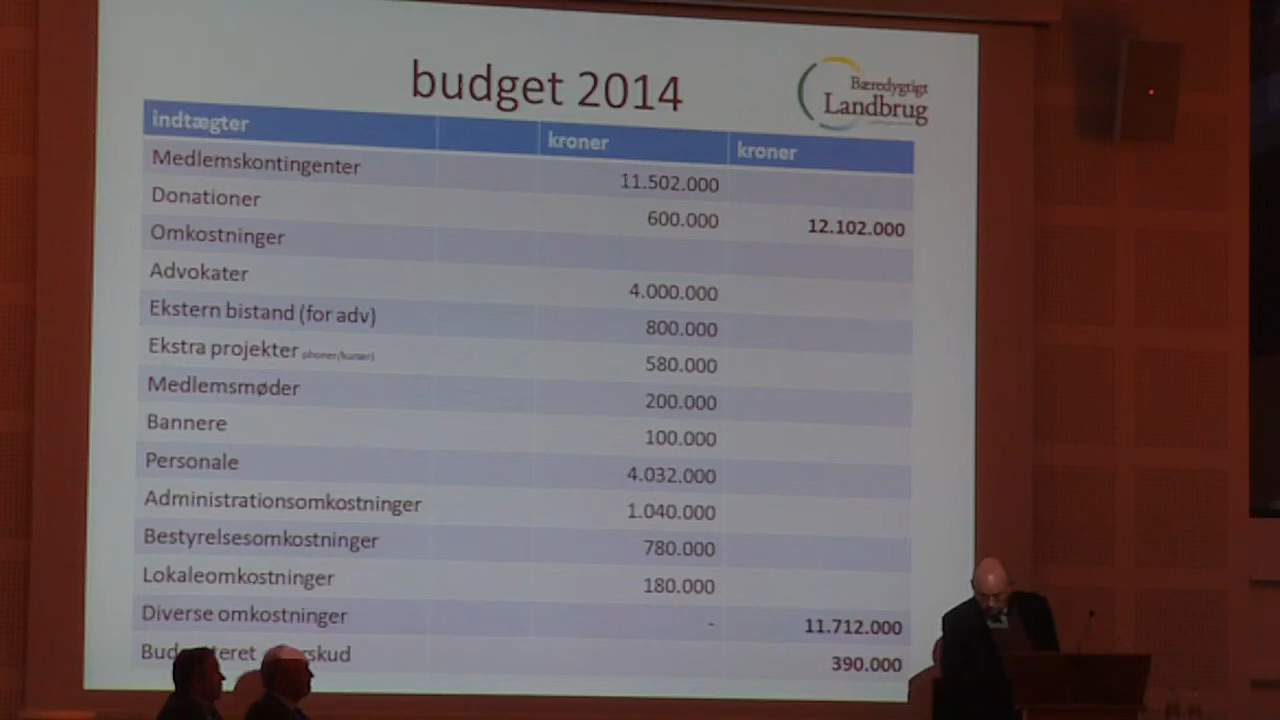 budget 2014
Bæredygtigt
Landbrug
indtægter kroner kroner
Medlemskontingenter 11.502.000
Donationer 600.000 12.102.000
Omkostninger
Advokater 4.000.000
Ekstern bistand (for adv) 800.000
Ekstra projekter phoner/kurser) 580.000
Medlemsmøder 200.000
Bannere 100.000
Personale 4.032.000
Administrationsomkostninger 1.040.000
Bestyrelsesomkostninger 780.000
Lokaleomkostninger 180.000
Diverse omkostninger - 11.712.000
390.000